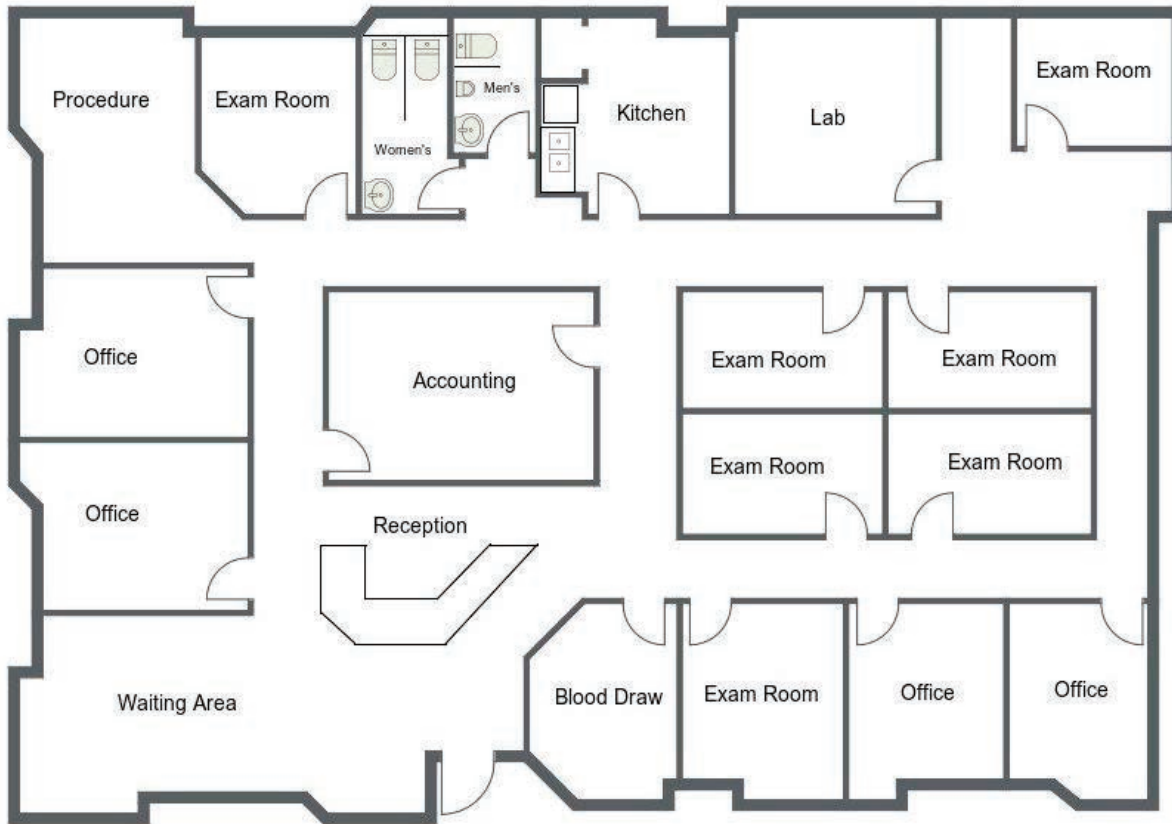 Exam Room
Procedure
Exam Room
Men's
Kitchen
Lab
Women's
Office
Exam Room
Exam Room
Accounting
Exam Room
Exam Room
Office
Reception
Waiting Area
Blood Draw
Exam Room
Office
Office